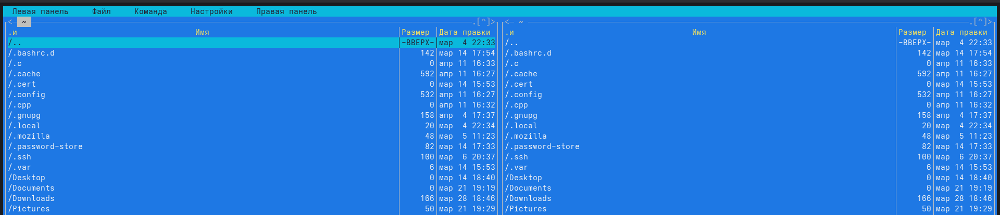 Левая панель Файл Команда Настройки Правая панель
<─ ~ .[^]> <─ ~ .[^]>
.и Имя Размер Дата правки .и Имя Размер Дата правки
/.. -ВВЕРХ- мар 4 22:33 /.. -ВВЕРХ- мар 4 22:33
/.bashrc.d 142 мар 14 17:54 /.bashrc.d 142 мар 14 17:54
/.c 0 апр 11 16:33 /.c 0 апр 11 16:33
/.cache 592 апр 11 16:27 /.cache 592 апр 11 16:27
/.cert 0 мар 14 15:53 /.cert 0 мар 14 15:53
/.config 532 апр 11 16:27 /.config 532 апр 11 16:27
/.cpp 0 апр 11 16:32 /.cpp 0 апр 11 16:32
/.gnupg 158 апр 4 17:37 /.gnupg 158 апр 4 17:37
/.local 20 мар 4 22:34 /.local 20 мар 4 22:34
/.mozilla 48 мар 5 11:23 /.mozilla 48 мар 5 11:23
/.password-store 82 мар 14 17:33 /.password-store 82 мар 14 17:33
/.ssh 100 мар 6 20:37 /.ssh 100 мар 6 20:37
/.var 6 мар 14 15:53 /.var 6 мар 14 15:53
/Desktop 0 мар 14 18:40 /Desktop 0 мар 14 18:40
/Documents 0 мар 21 19:19 /Documents 0 мар 21 19:19
/Downloads 166 мар 28 18:46 /Downloads 166 мар 28 18:46
/Pictures 50 мар 21 19:29 /Pictures 50 мар 21 19:29